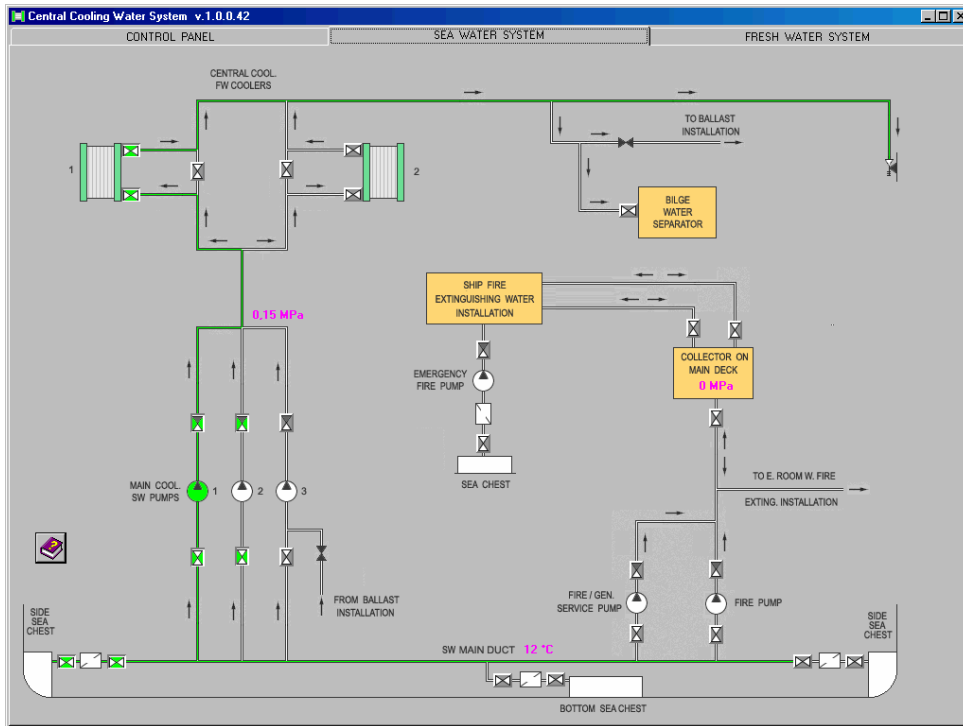 Central Cooling Water System v.1.0.0.42
CONTROL PANEL
SEA WATER SYSTEM
FRESH WATER SYSTEM
CENTRAL COOL.
FW COOLERS
TO BALLAST
INSTALLATION
1
2
BILGE
WATER
SEPARATOR
SHIP FIRE
EXTINGUISHING WATER
INSTALLATION
0,15 MPa
COLLECTOR ON
MAIN DECK
0 MPa
EMERGENCY
FIRE PUMP
SEA CHEST
TO E. ROOM W. FIRE
EXTING. INSTALLATION
MAIN COOL.
SW PUMPS
1
2
3
?
FROM BALLAST
INSTALLATION
FIRE / GEN.
SERVICE PUMP
FIRE PUMP
SIDE
SEA
CHEST
SIDE
SEA
CHEST
SW MAIN DUCT 12 °C
BOTTOM SEA CHEST